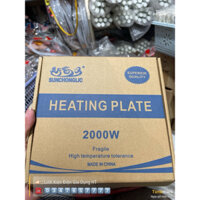 SUNCHONGLIC
SUPERIOR
QUALITY
HEATING PLATE
2000W
Fragile
High temperature tolerance
MADE IN CHINA